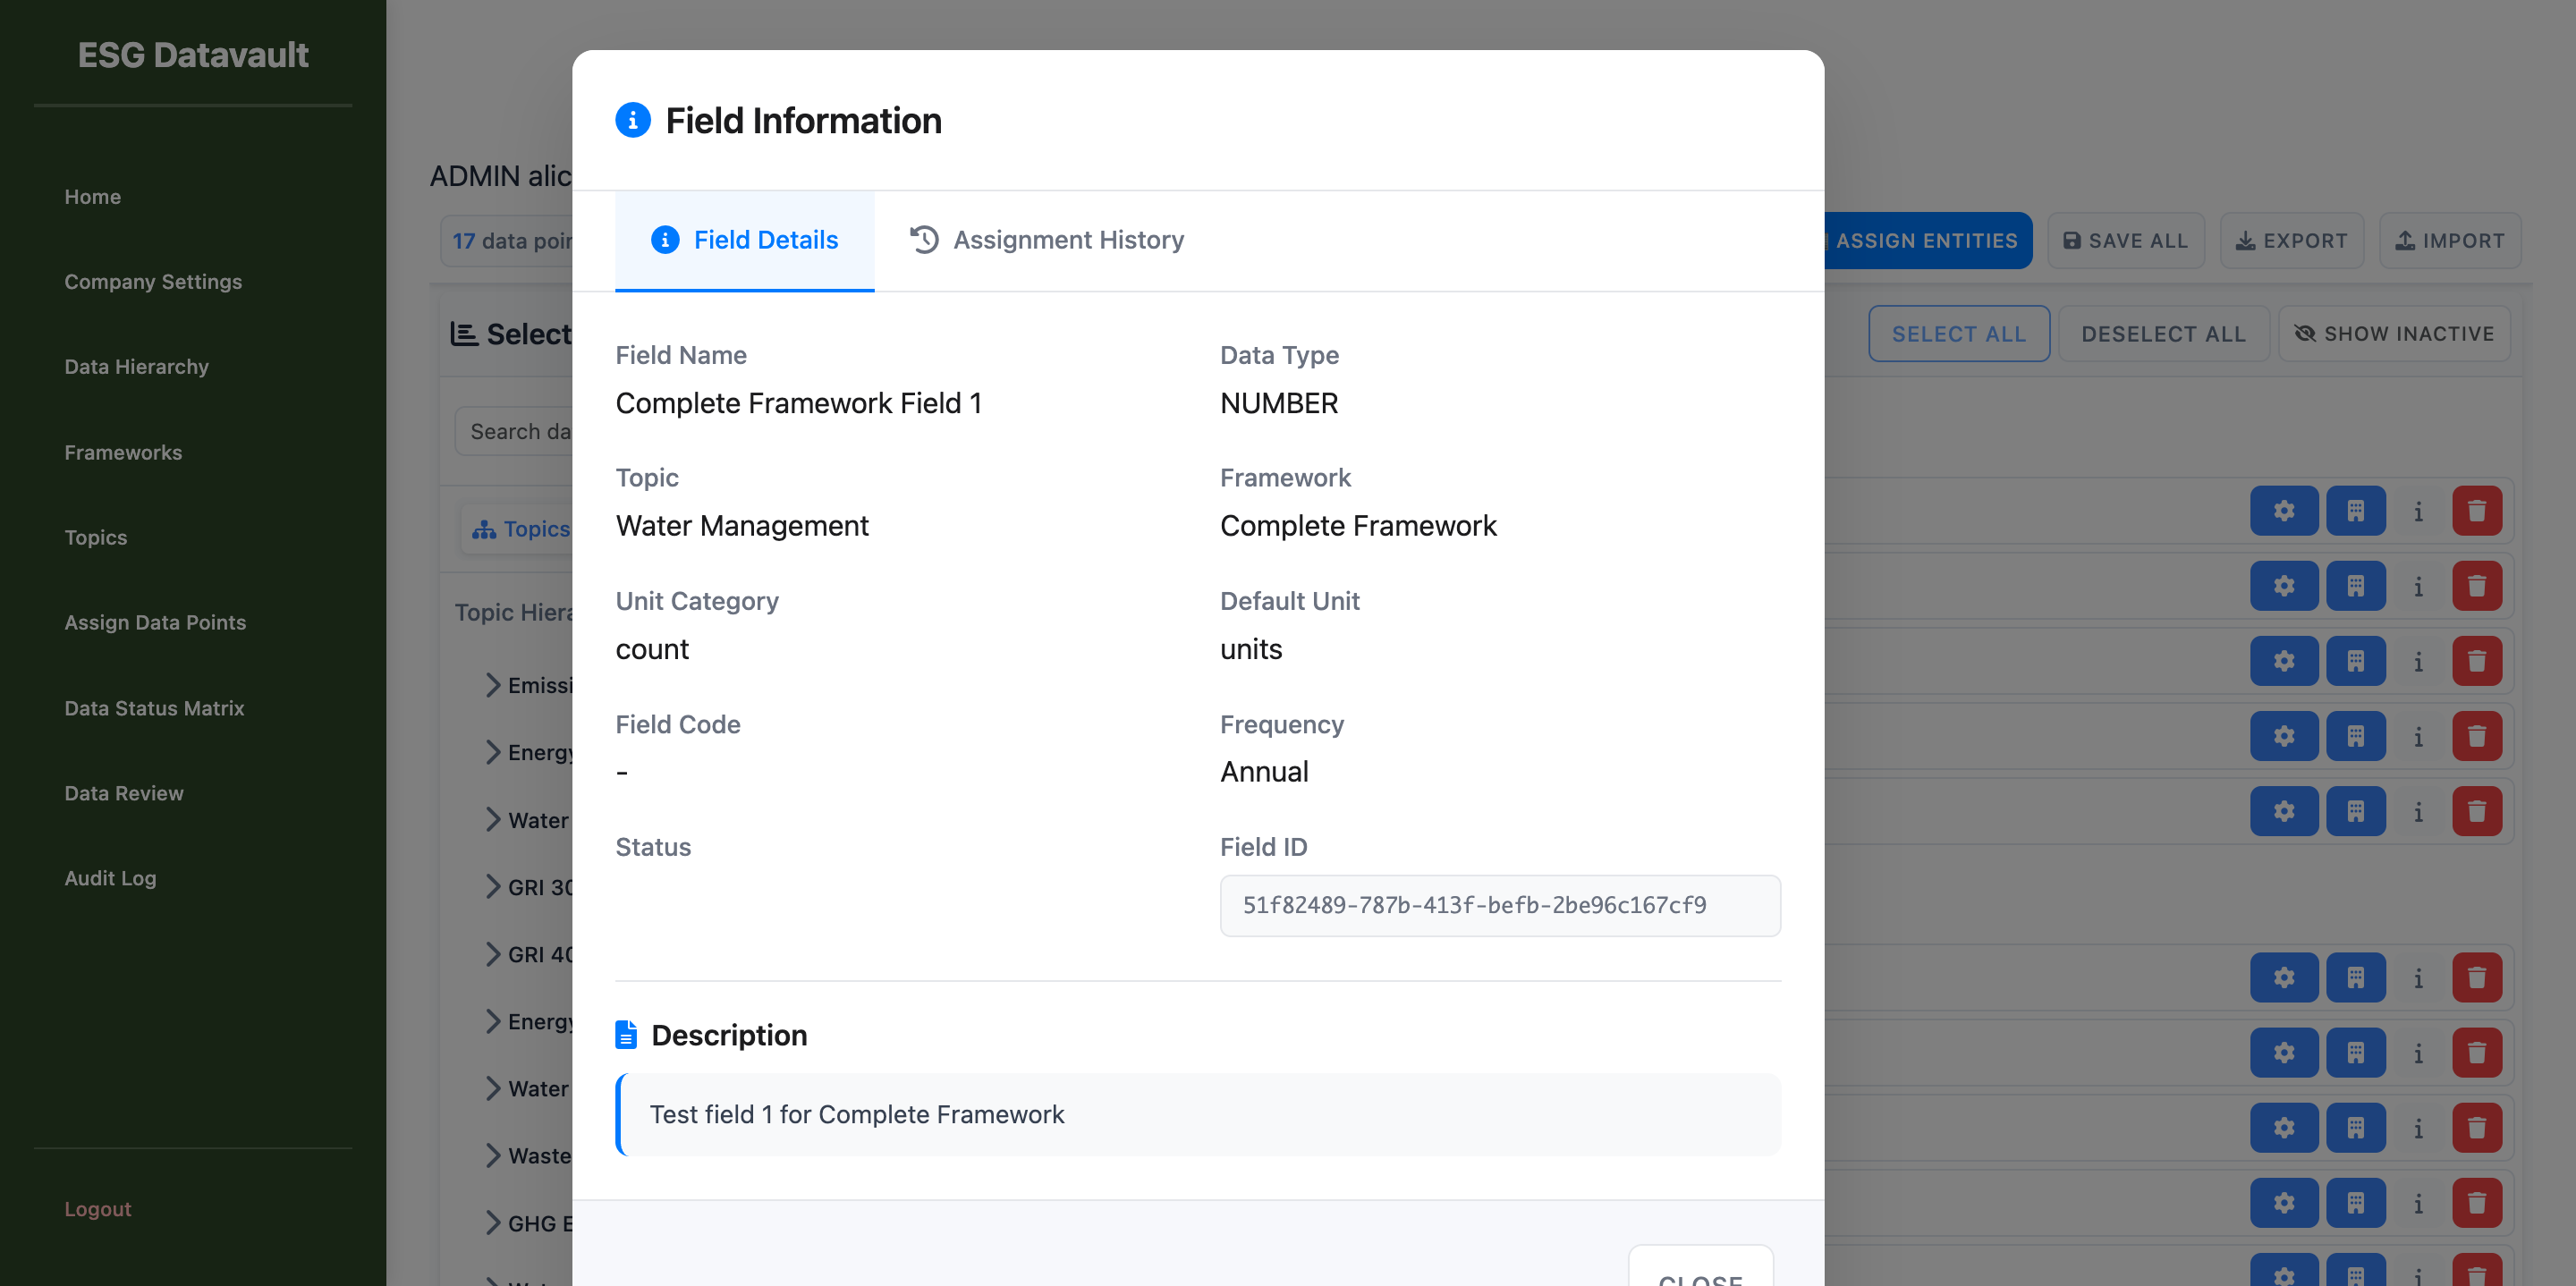 ESG Datavault
Home
Company Settings
Data Hierarchy
Frameworks
Topics
Assign Data Points
Data Status Matrix
Data Review
Audit Log
Logout
ADMIN alic
17 data poin
ASSIGN ENTITIES
SAVE ALL
EXPORT
IMPORT
Select
SELECT ALL
DESELECT ALL
SHOW INACTIVE
Search da
Topics
Topic Hiera
Emissi
Energy
Water
GRI 30
GRI 40
Energy
Water
Waste
GHG E
Field Information
Field Details
Assignment History
Field Name
Complete Framework Field 1
Data Type
NUMBER
Topic
Water Management
Framework
Complete Framework
Unit Category
count
Default Unit
units
Field Code
-
Frequency
Annual
Status
Field ID
51f82489-787b-413f-befb-2be96c167cf9
Description
Test field 1 for Complete Framework
CLOSE